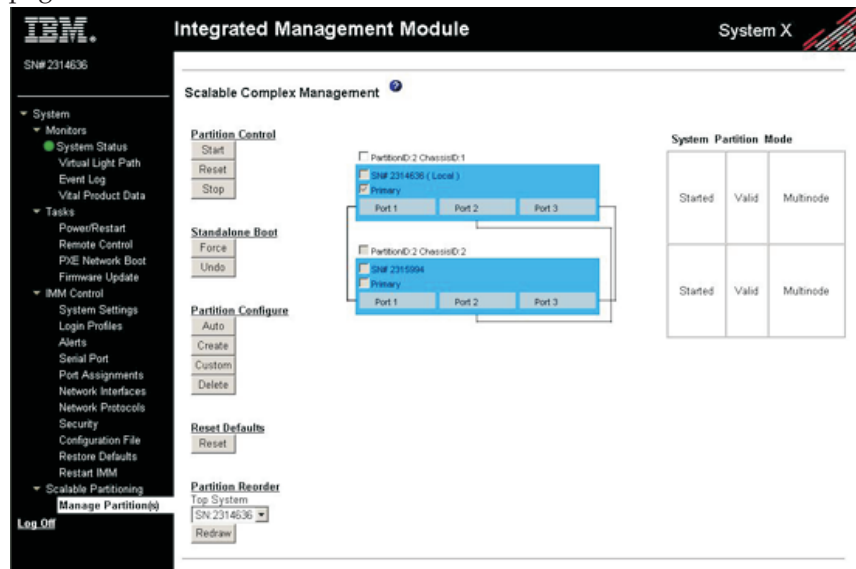 IBM.
Integrated Management Module
System X
SN# 2314636
System
Monitors
System Status
Virtual Light Path
Event Log
Vital Product Data
Tasks
Power/Restart
Remote Control
PXE Network Boot
Firmware Update
IMM Control
System Settings
Login Profiles
Alerts
Serial Port
Port Assignments
Network Interfaces
Network Protocols
Security
Configuration File
Restore Defaults
Restart IMM
Scalable Partitioning
Manage Partition(s)
Log Off
Scalable Complex Management ?
Partition Control
Start
Reset
Stop
Standalone Boot
Force
Undo
Partition Configure
Auto
Create
Custom
Delete
Reset Defaults
Reset
Partition Reorder
Top System
SN:2314636
Redraw
PartitionID:2 ChassisID:1
SN# 2314636 ( Local )
Primary
Port 1 Port 2 Port 3
PartitionID:2 ChassisID:2
SN# 2315994
Primary
Port 1 Port 2 Port 3
System Partition Mode
Started Valid Multinode
Started Valid Multinode